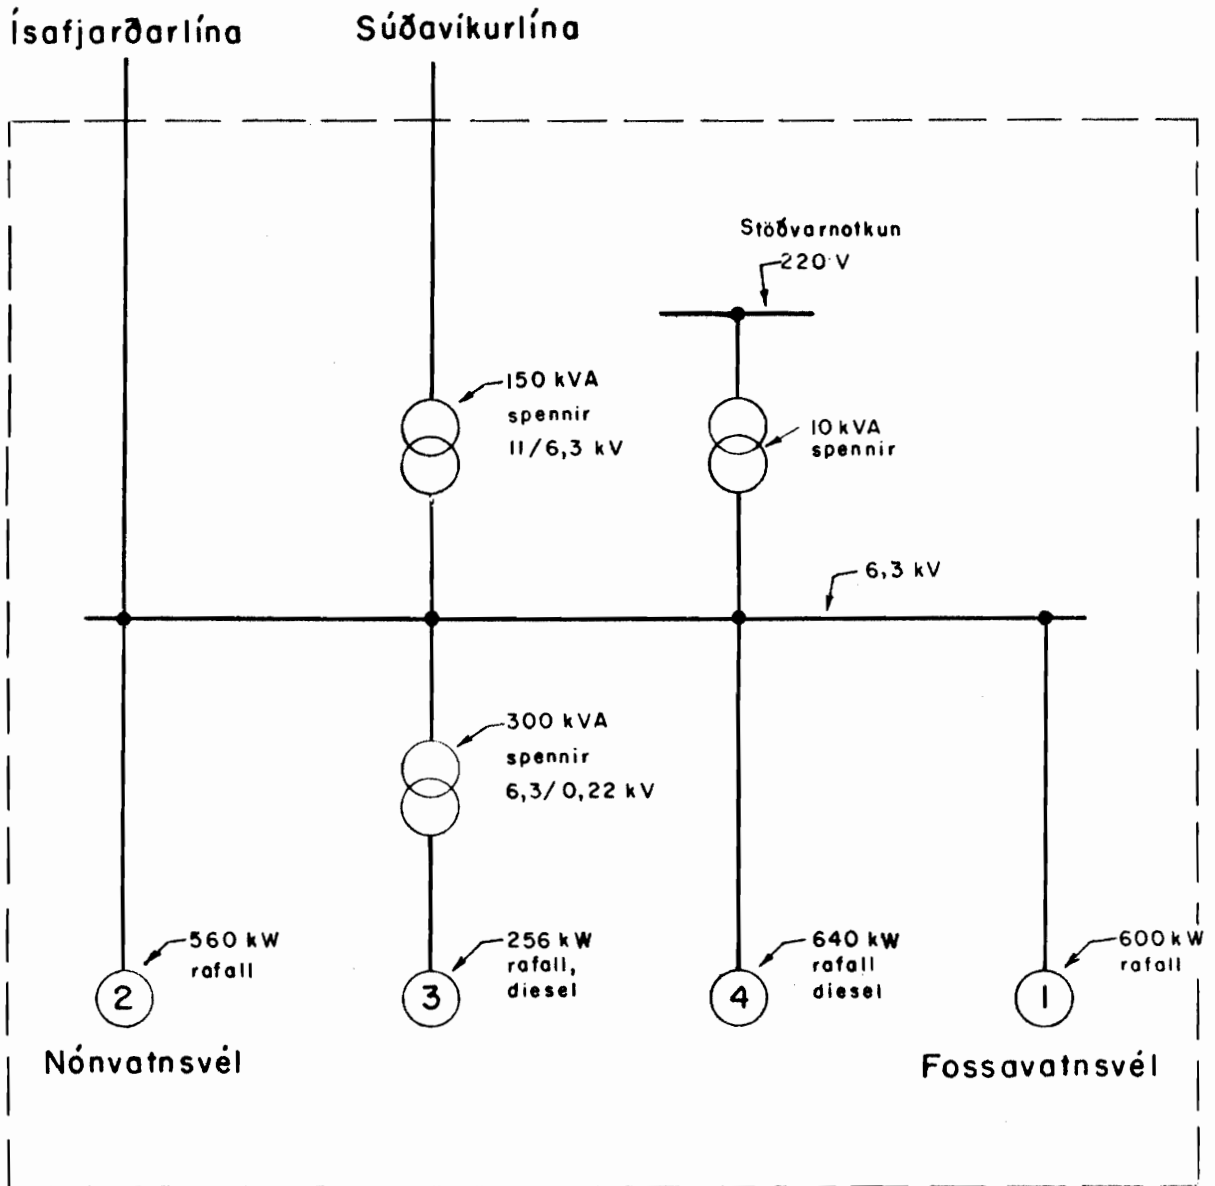 Ísafjarðarlína
Súðavíkurlína
Stöðvarnotkun
220 V
150 kVA
spennir
11/6,3 kV
10 kVA
spennir
6,3 kV
300 kVA
spennir
6,3/0,22 kV
560 kW
rafall
256 kW
rafall,
diesel
640 kW
rafall
diesel
600 kW
rafall
2
3
4
1
Nónvatnsvél
Fossavatnsvél